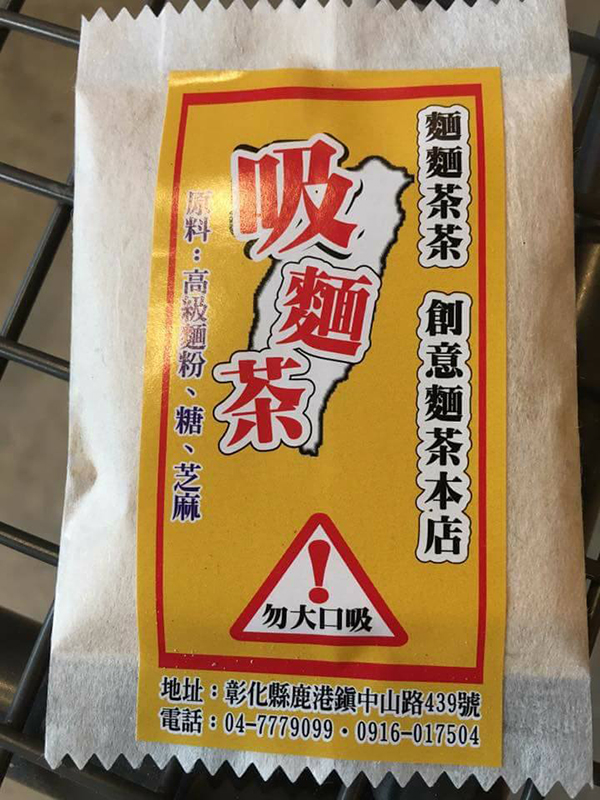 麵麵茶茶 創意麵茶本店
吸麵茶
原料：高級麵粉、糖、芝麻
勿大口吸
地址：彰化縣鹿港鎮中山路439號
電話：04-7779099·0916-017504